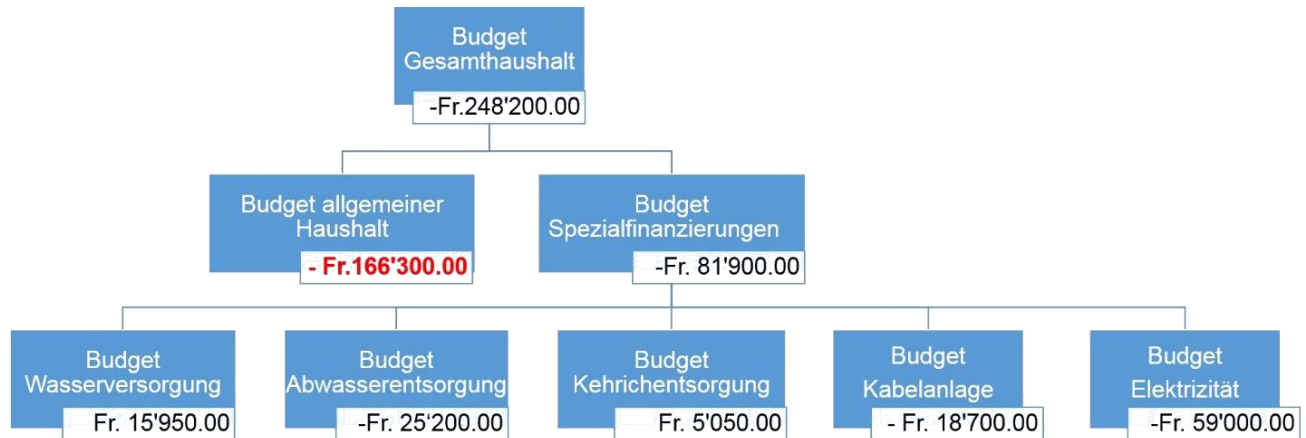 Budget
Gesamthaushalt
-Fr.248'200.00
Budget allgemeiner
Haushalt
- Fr.166'300.00
Budget
Spezialfinanzierungen
-Fr. 81'900.00
Budget
Wasserversorgung
Fr. 15'950.00
Budget
Abwasserentsorgung
-Fr. 25‘200.00
Budget
Kehrichentsorgung
Fr. 5'050.00
Budget
Kabelanlage
- Fr. 18'700.00
Budget
Elektrizität
-Fr. 59'000.00